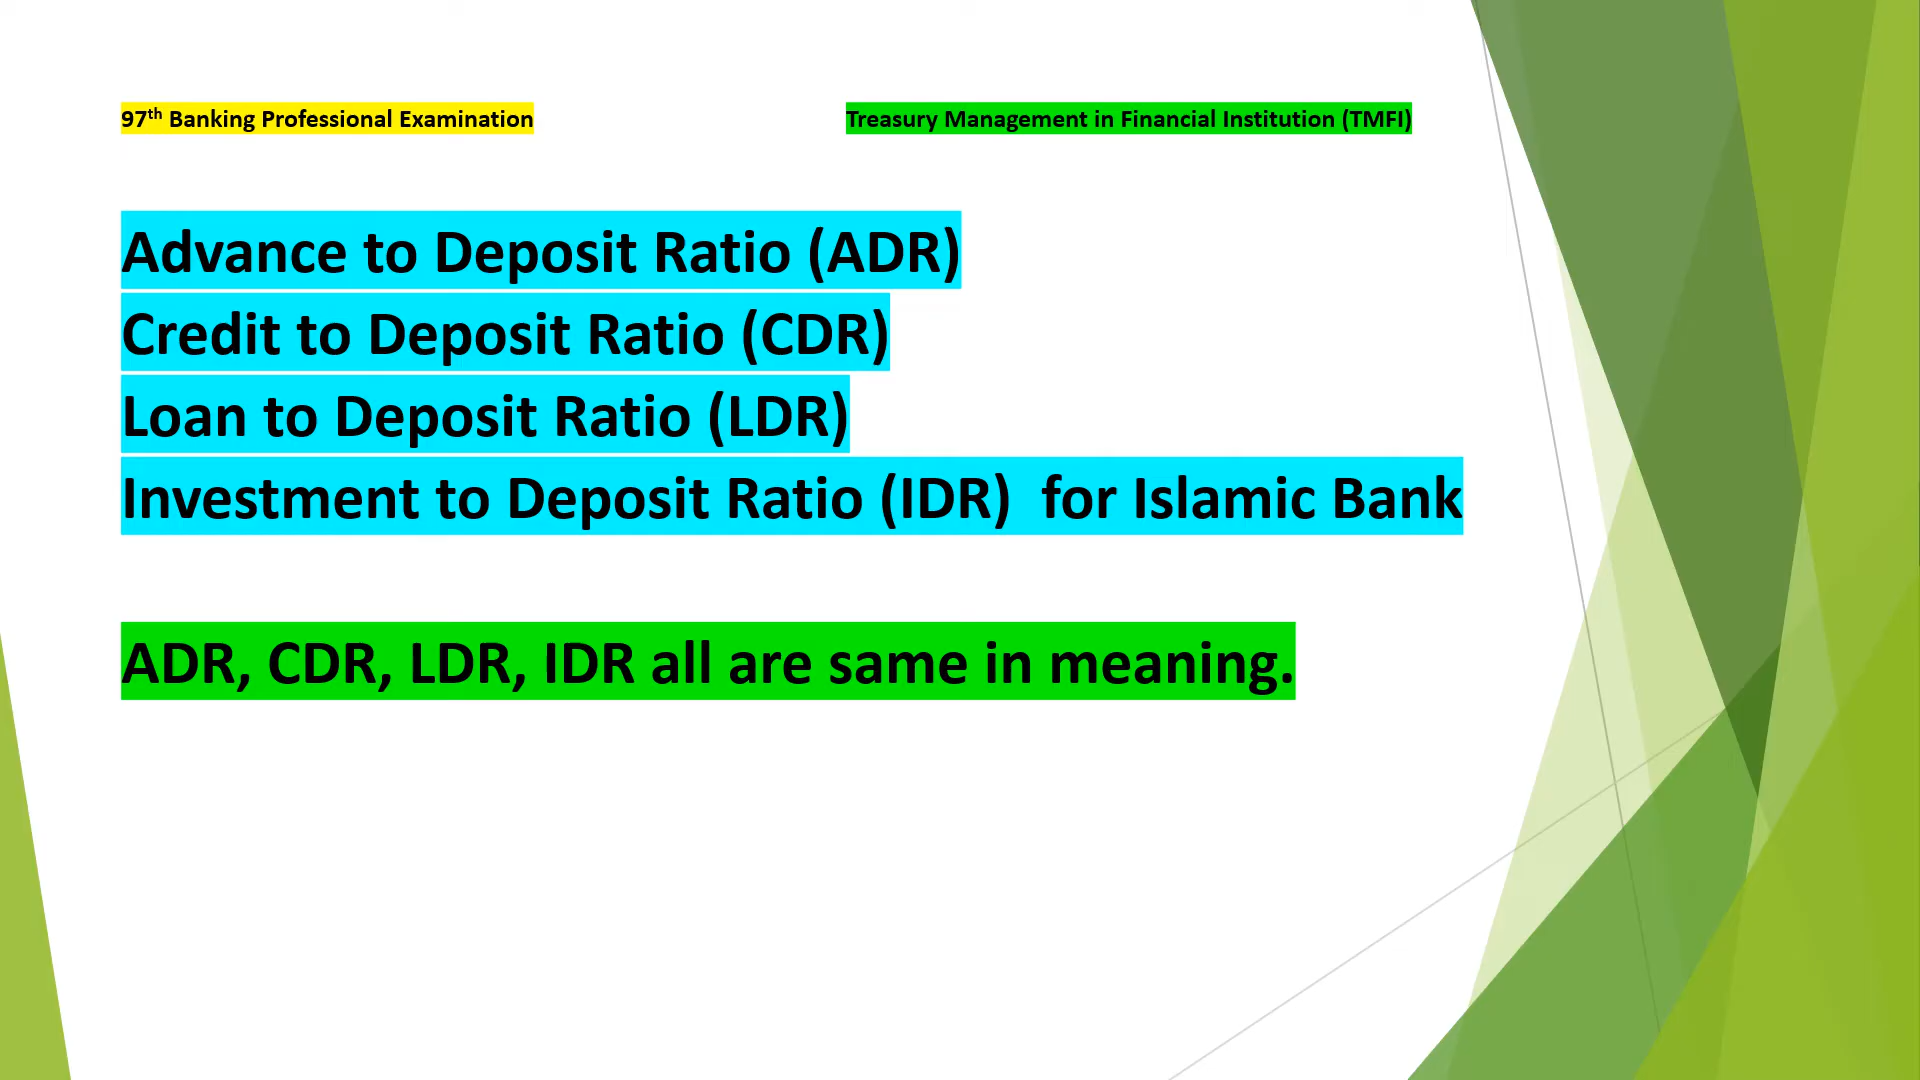 97th Banking Professional Examination
Treasury Management in Financial Institution (TMFI)
Advance to Deposit Ratio (ADR)
Credit to Deposit Ratio (CDR)
Loan to Deposit Ratio (LDR)
Investment to Deposit Ratio (IDR)  for Islamic Bank
ADR, CDR, LDR, IDR all are same in meaning.